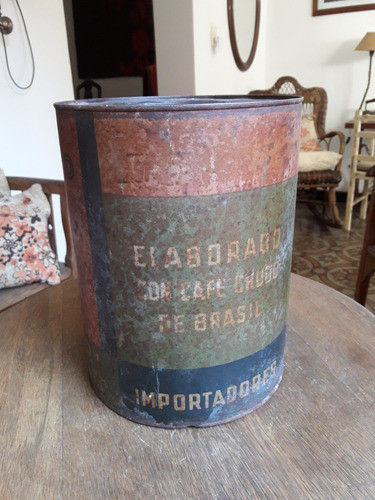 ELABORADO
CON CAFE CRUDO
DE BRASIL
IMPORTADORES